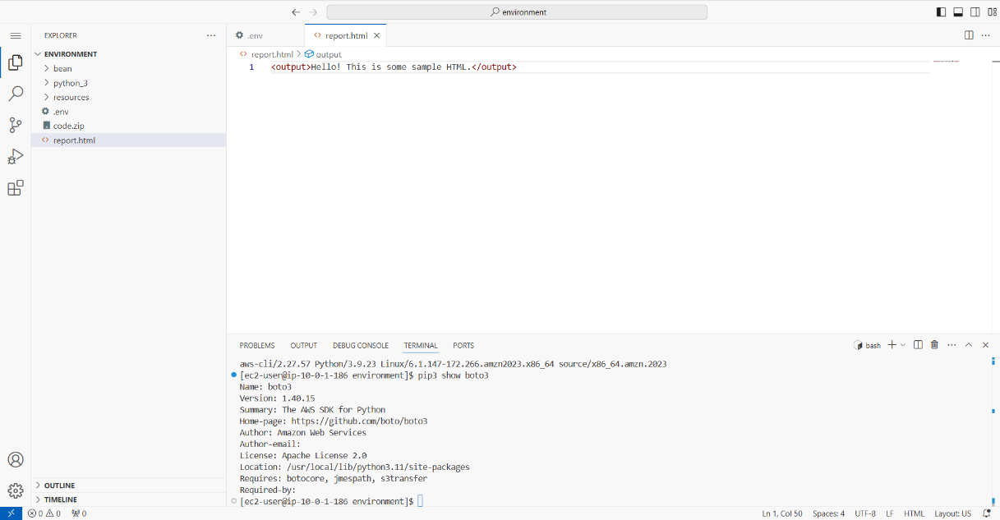 environment
EXPLORER
ENVIRONMENT
bean
python_3
resources
.env
code.zip
report.html
OUTLINE
TIMELINE
.env
report.html
report.html > output
1 <output>Hello! This is some sample HTML.</output>
PROBLEMS OUTPUT DEBUG CONSOLE TERMINAL PORTS
bash
aws-cli/2.27.57 Python/3.9.23 Linux/6.1.147-172.266.amzn2023.x86_64 source/x86_64.amzn.2023
[ec2-user@ip-10-0-1-186 environment]$ pip3 show boto3
Name: boto3
Version: 1.40.15
Summary: The AWS SDK for Python
Home-page: https://github.com/boto/boto3
Author: Amazon Web Services
Author-email:
License: Apache License 2.0
Location: /usr/local/lib/python3.11/site-packages
Requires: botocore, jmespath, s3transfer
Required-by:
[ec2-user@ip-10-0-1-186 environment]$
0 0 0
Ln 1, Col 50 Spaces: 4 UTF-8 LF HTML Layout: US